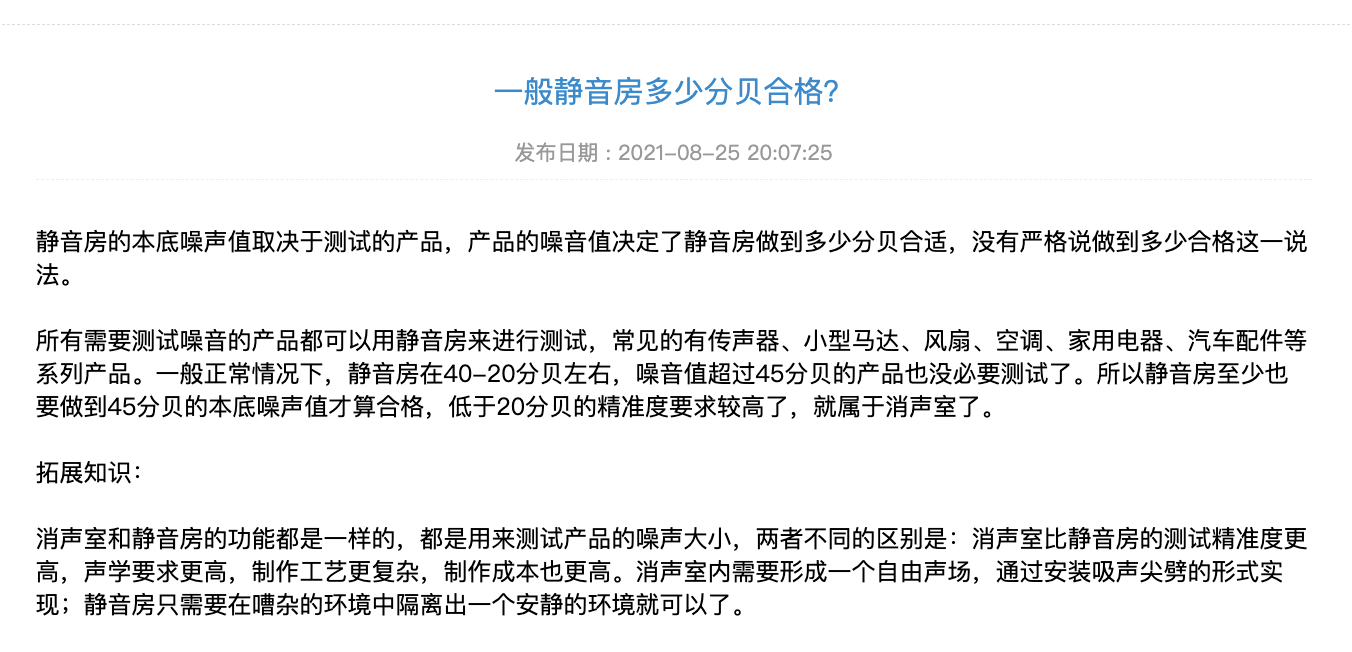 一般静音房多少分贝合格?
发布日期：2021-08-25 20:07:25
静音房的本底噪声值取决于测试的产品，产品的噪音值决定了静音房做到多少分贝合适，没有严格说做到多少合格这一说
法。
所有需要测试噪音的产品都可以用静音房来进行测试，常见的有传声器、小型马达、风扇、空调、家用电器、汽车配件等
系列产品。一般正常情况下，静音房在40-20分贝左右，噪音值超过45分贝的产品也没必要测试了。所以静音房至少也
要做到45分贝的本底噪声值才算合格，低于20分贝的精准度要求较高了，就属于消声室了。
拓展知识：
消声室和静音房的功能都是一样的，都是用来测试产品的噪声大小，两者不同的区别是：消声室比静音房的测试精准度更
高，声学要求更高，制作工艺更复杂，制作成本也更高。消声室内需要形成一个自由声场，通过安装吸声尖劈的形式实
现；静音房只需要在嘈杂的环境中隔离出一个安静的环境就可以了。